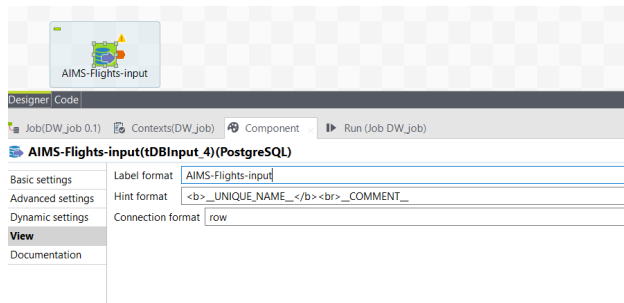 AIMS-Flights-input
Designer Code
Job(DW_job 0.1) Contexts(DW_job) Component Run (Job DW_job)
AIMS-Flights-input(tDBInput_4)(PostgreSQL)
Basic settings
Label format AIMS-Flights-input
Advanced settings
Hint format <b>__UNIQUE_NAME__</b><br>__COMMENT__
Dynamic settings
Connection format row
View
Documentation